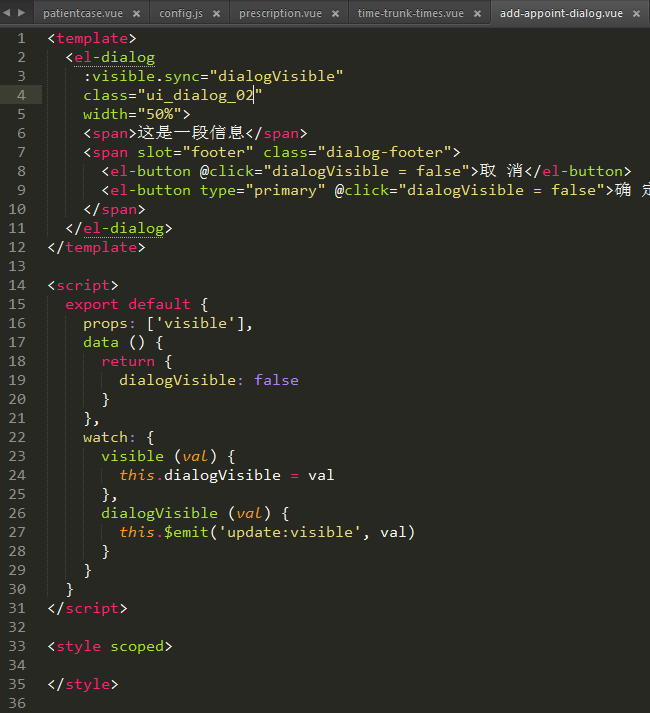 patientcase.vue × config.js × prescription.vue × time-trunk-times.vue × add-appoint-dialog.vue ×
1 <template>
2 <el-dialog
3 :visible.sync="dialogVisible"
4 class="ui_dialog_02"
5 width="50%">
6 <span>这是一段信息</span>
7 <span slot="footer" class="dialog-footer">
8 <el-button @click="dialogVisible = false">取 消</el-button>
9 <el-button type="primary" @click="dialogVisible = false">确 定
10 </span>
11 </el-dialog>
12 </template>
13
14 <script>
15 export default {
16 props: ['visible'],
17 data () {
18 return {
19 dialogVisible: false
20 }
21 },
22 watch: {
23 visible (val) {
24 this.dialogVisible = val
25 },
26 dialogVisible (val) {
27 this.$emit('update:visible', val)
28 }
29 }
30 }
31 </script>
32
33 <style scoped>
34
35 </style>
36